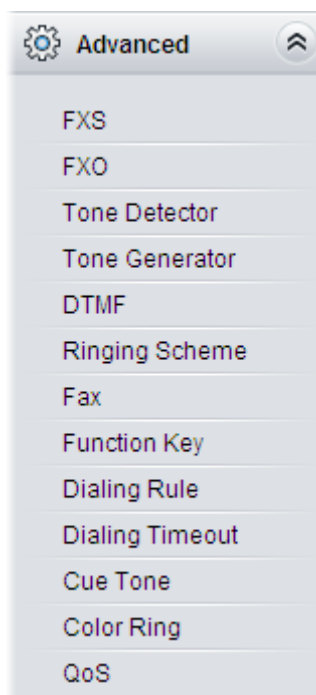 Advanced
FXS
FXO
Tone Detector
Tone Generator
DTMF
Ringing Scheme
Fax
Function Key
Dialing Rule
Dialing Timeout
Cue Tone
Color Ring
QoS